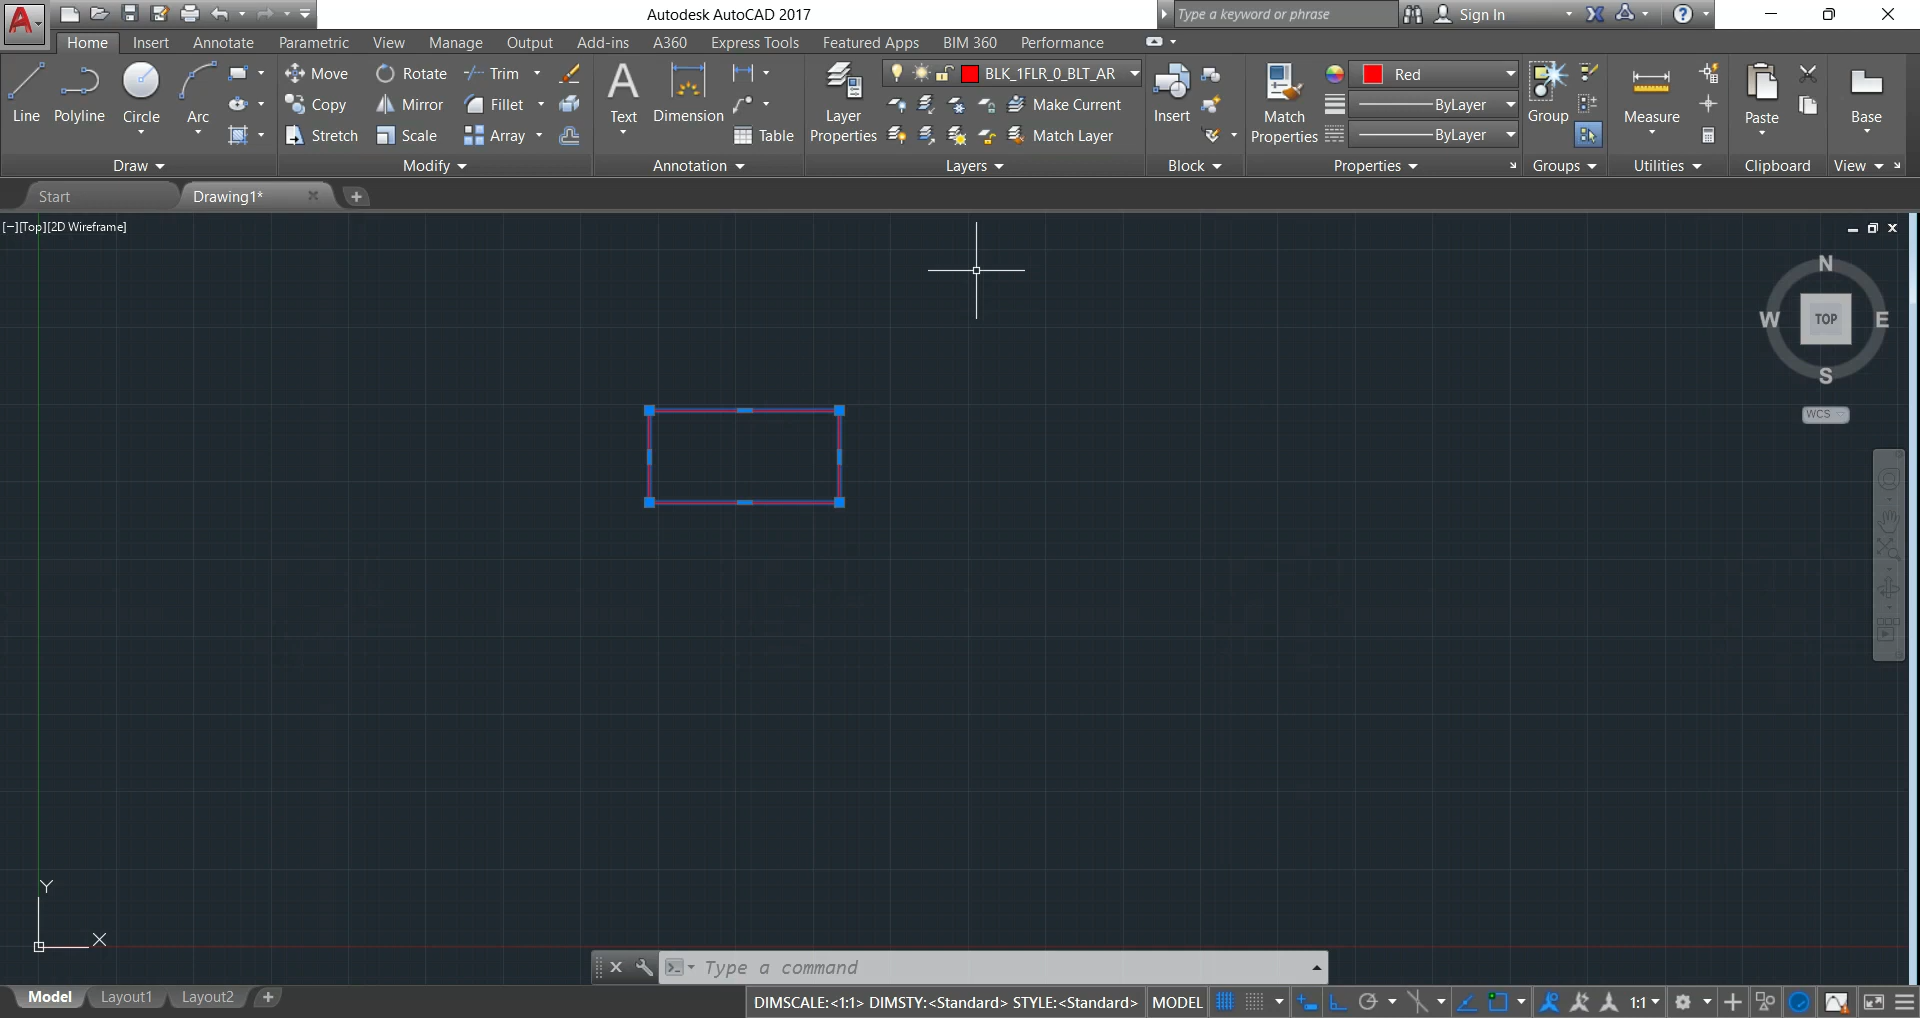 Autodesk AutoCAD 2017
Type a keyword or phrase
Sign In
Home Insert Annotate Parametric View Manage Output Add-ins A360 Express Tools Featured Apps BIM 360 Performance
Line Polyline Circle Arc
Move Rotate Trim
Copy Mirror Fillet
Stretch Scale Array
Text Dimension Table
Layer Properties
BLK_1FLR_0_BLT_AR
Make Current
Match Layer
Insert
Match Properties
Red
ByLayer
ByLayer
Group
Measure
Paste
Base
Draw Modify Annotation Layers Block Properties Groups Utilities Clipboard View
Start Drawing1*
[−][Top][2D Wireframe]
N
W TOP E
S
WCS
Y
X
Type a command
Model Layout1 Layout2
DIMSCALE:<1:1> DIMSTY:<Standard> STYLE:<Standard> MODEL 1:1